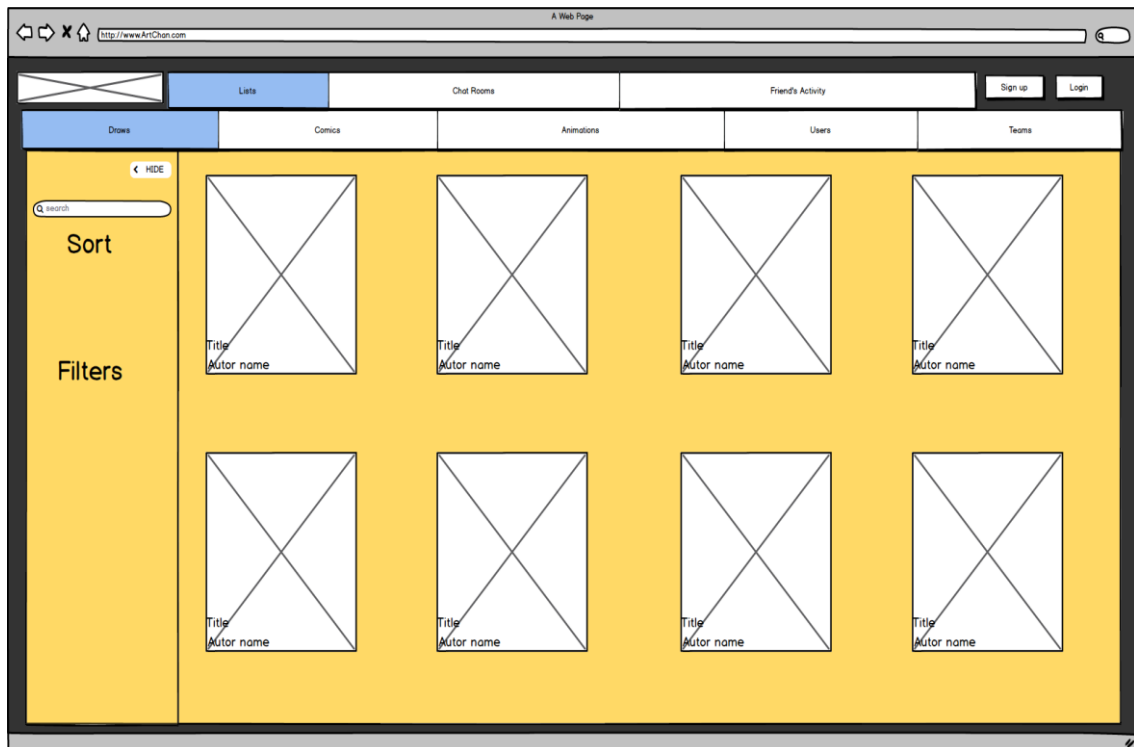 A Web Page
http://www.ArtChan.com
Lists Chat Rooms Friend's Activity Sign up Login
Draws Comics Animations Users Teams
HIDE
search
Sort
Filters
Title Title Title Title
Autor name Autor name Autor name Autor name
Title Title Title Title
Autor name Autor name Autor name Autor name